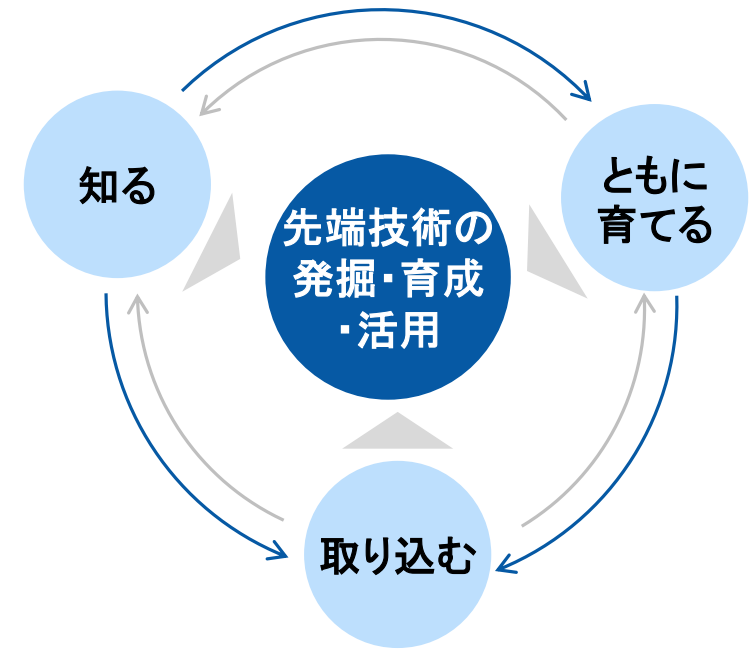 知る
ともに
育てる
先端技術の
発掘・育成
・活用
取り込む